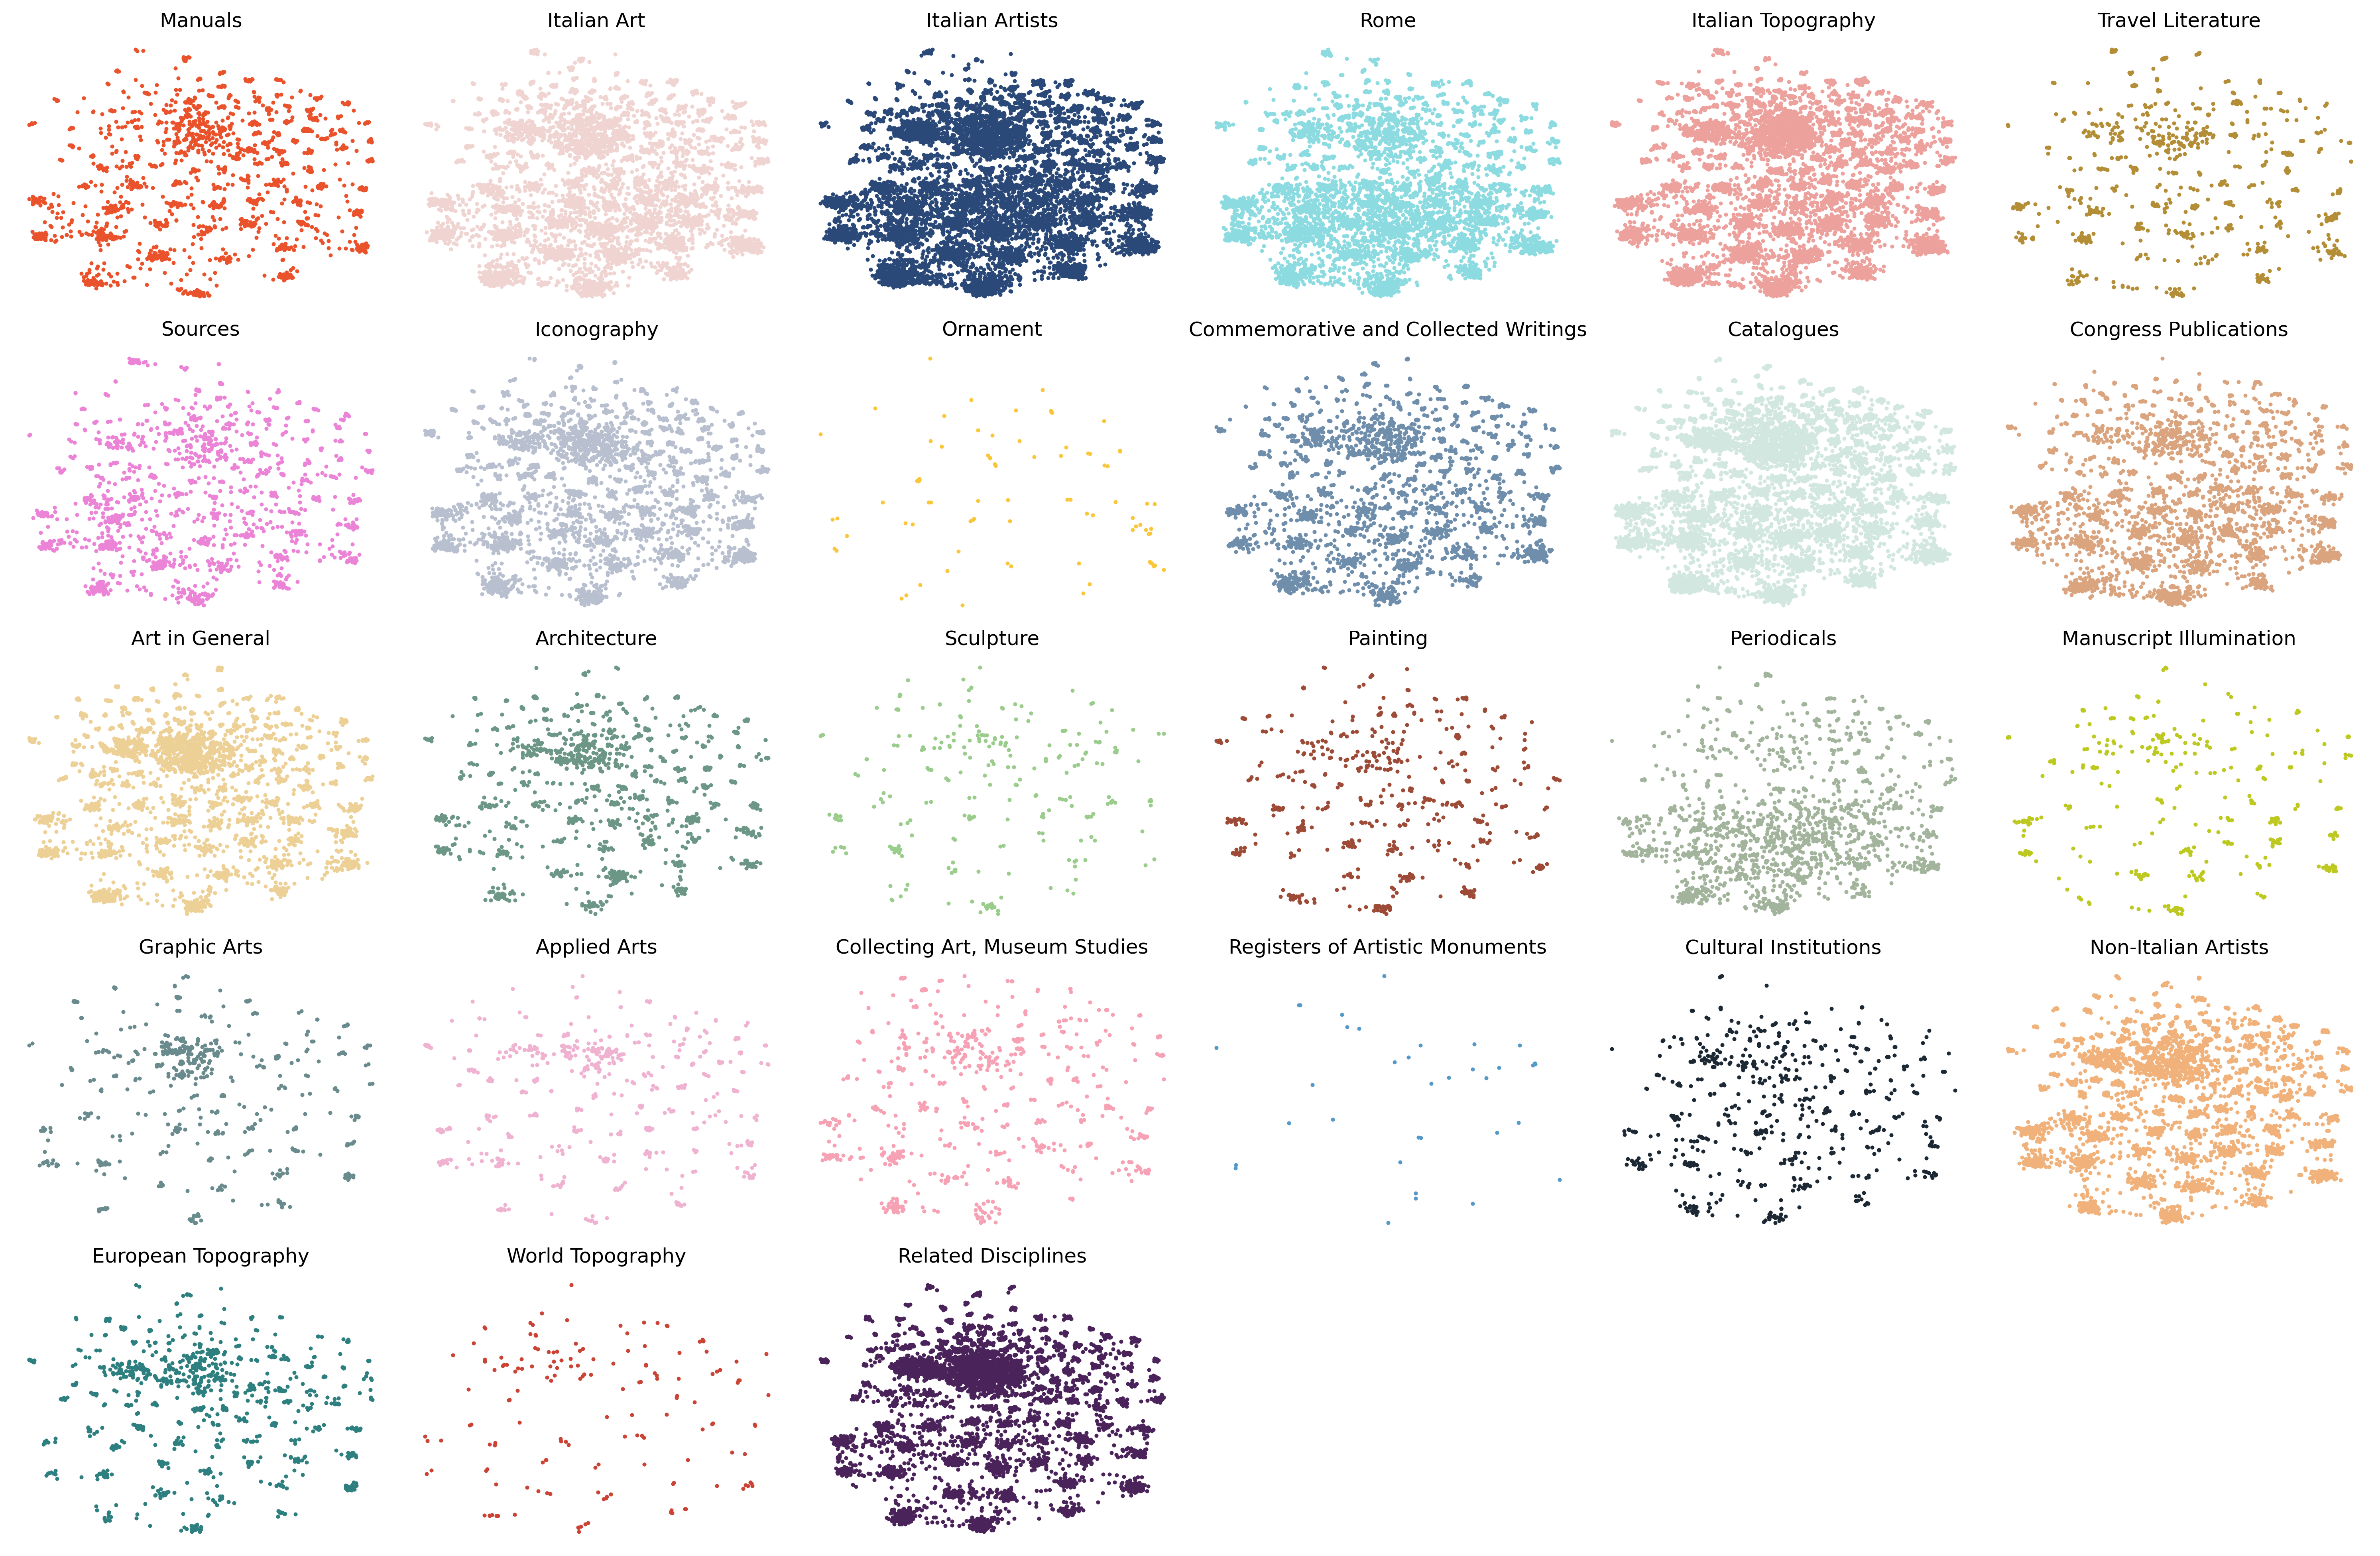 Manuals
Italian Art
Italian Artists
Rome
Italian Topography
Travel Literature
Sources
Iconography
Ornament
Commemorative and Collected Writings
Catalogues
Congress Publications
Art in General
Architecture
Sculpture
Painting
Periodicals
Manuscript Illumination
Graphic Arts
Applied Arts
Collecting Art, Museum Studies
Registers of Artistic Monuments
Cultural Institutions
Non-Italian Artists
European Topography
World Topography
Related Disciplines